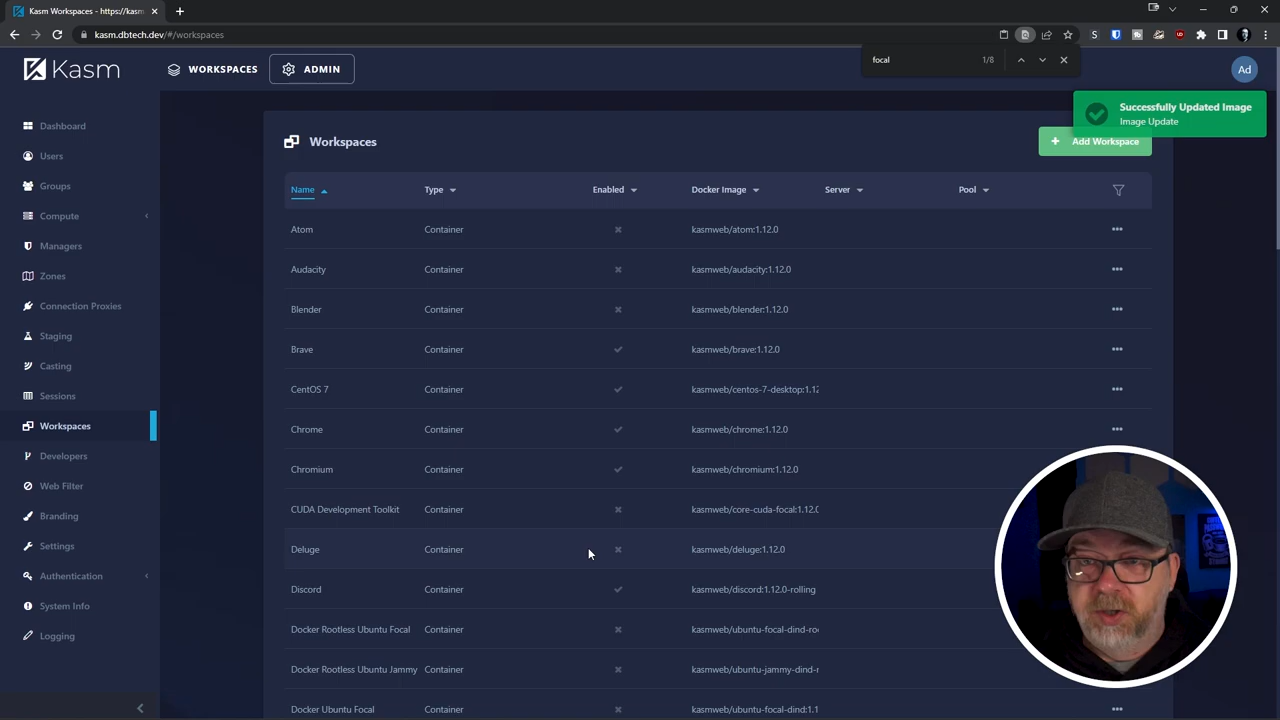 Kasm Workspaces - https://kasm
kasm.dbtech.dev/#/workspaces
focal
1/8
Kasm
WORKSPACES
ADMIN
Ad
Successfully Updated Image
Image Update
Dashboard
Users
Groups
Compute
Managers
Zones
Connection Proxies
Staging
Casting
Sessions
Workspaces
Developers
Web Filter
Branding
Settings
Authentication
System Info
Logging
Workspaces
Add Workspace
Name Type Enabled Docker Image Server Pool
Atom Container kasmweb/atom:1.12.0
Audacity Container kasmweb/audacity:1.12.0
Blender Container kasmweb/blender:1.12.0
Brave Container kasmweb/brave:1.12.0
CentOS 7 Container kasmweb/centos-7-desktop:1.12
Chrome Container kasmweb/chrome:1.12.0
Chromium Container kasmweb/chromium:1.12.0
CUDA Development Toolkit Container kasmweb/core-cuda-focal:1.12.0
Deluge Container kasmweb/deluge:1.12.0
Discord Container kasmweb/discord:1.12.0-rolling
Docker Rootless Ubuntu Focal Container kasmweb/ubuntu-focal-dind-ro
Docker Rootless Ubuntu Jammy Container kasmweb/ubuntu-jammy-dind-r
Docker Ubuntu Focal Container kasmweb/ubuntu-focal-dind:1.1